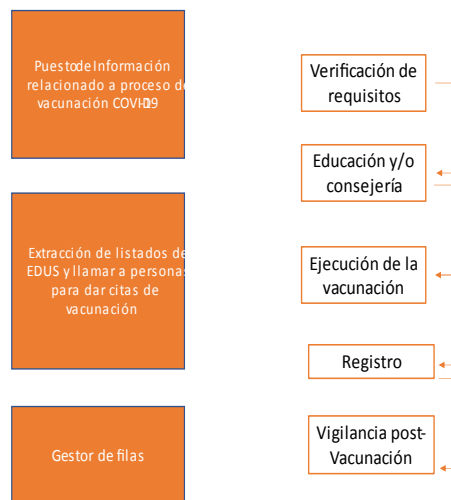 Puesto de Información
relacionado a proceso de
vacunación COVID-19
Extracción de listados de
EDUS y llamar a personas
para dar citas de
vacunación
Gestor de filas
Verificación de
requisitos
Educación y/o
consejería
Ejecución de la
vacunación
Registro
Vigilancia post-
Vacunación